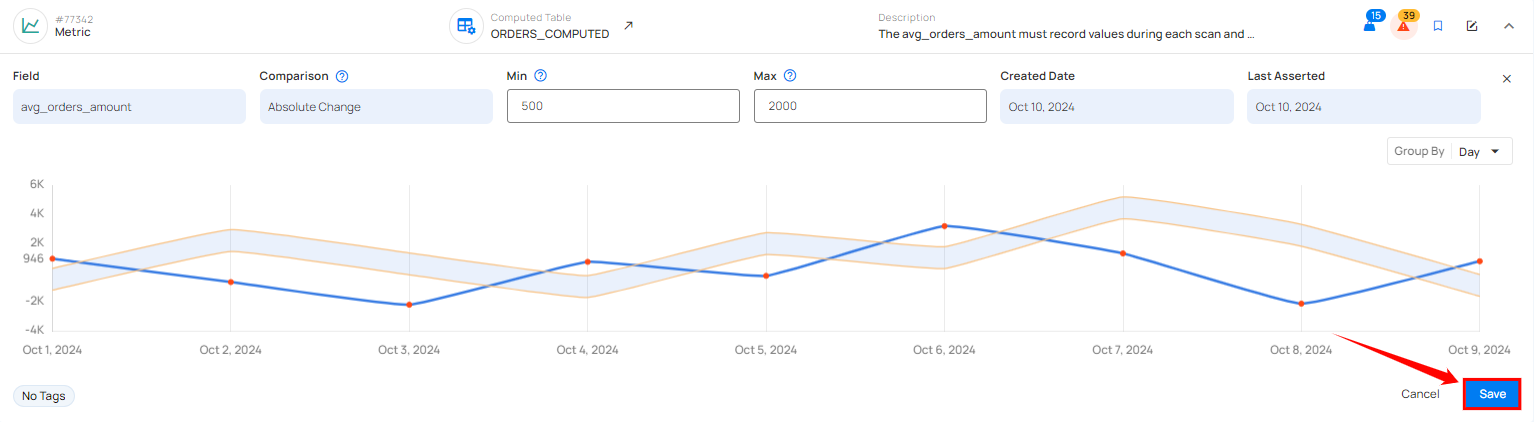 #77342
Metric
Computed Table
ORDERS_COMPUTED
Description
The avg_orders_amount must record values during each scan and ...
15
39
Field
Comparison
Min
Max
Created Date
Last Asserted
avg_orders_amount
Absolute Change
500
2000
Oct 10, 2024
Oct 10, 2024
Group By
Day
6K
4K
2K
946
-2K
-4K
Oct 1, 2024
Oct 2, 2024
Oct 3, 2024
Oct 4, 2024
Oct 5, 2024
Oct 6, 2024
Oct 7, 2024
Oct 8, 2024
Oct 9, 2024
No Tags
Cancel
Save